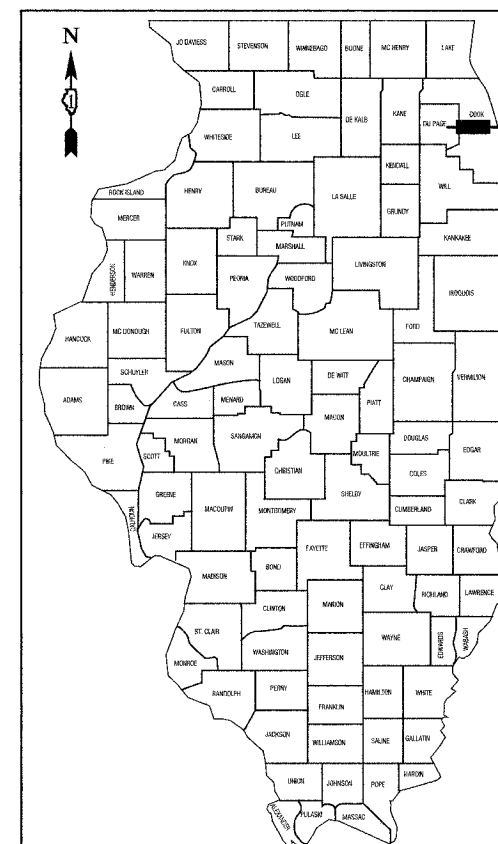 N
JO DAVIESS STEVENSON WINNEBAGO BOONE MC HENRY LAKE
CARROLL OGLE DE KALB KANE COOK
DU PAGE
WHITESIDE LEE
KENDALL WILL
ROCK ISLAND HENRY BUREAU LA SALLE
MERCER PUTNAM GRUNDY
STARK MARSHALL KANKAKEE
HENDERSON WARREN KNOX PEORIA WOODFORD LIVINGSTON
IROQUOIS
HANCOCK MC DONOUGH FULTON TAZEWELL MC LEAN FORD
MASON
SCHUYLER LOGAN DE WITT CHAMPAIGN VERMILION
ADAMS BROWN CASS MENARD PIATT
MACON
MORGAN SANGAMON DOUGLAS
PIKE SCOTT CHRISTIAN MOULTRIE EDGAR
COLES
GREENE MACOUPIN SHELBY
CALHOUN MONTGOMERY CUMBERLAND CLARK
JERSEY
FAYETTE EFFINGHAM JASPER CRAWFORD
MADISON BOND
CLAY RICHLAND LAWRENCE
CLINTON MARION
ST. CLAIR WAYNE EDWARDS WABASH
WASHINGTON JEFFERSON
MONROE
RANDOLPH PERRY HAMILTON WHITE
FRANKLIN
JACKSON WILLIAMSON SALINE GALLATIN
UNION JOHNSON POPE HARDIN
ALEXANDER PULASKI MASSAC